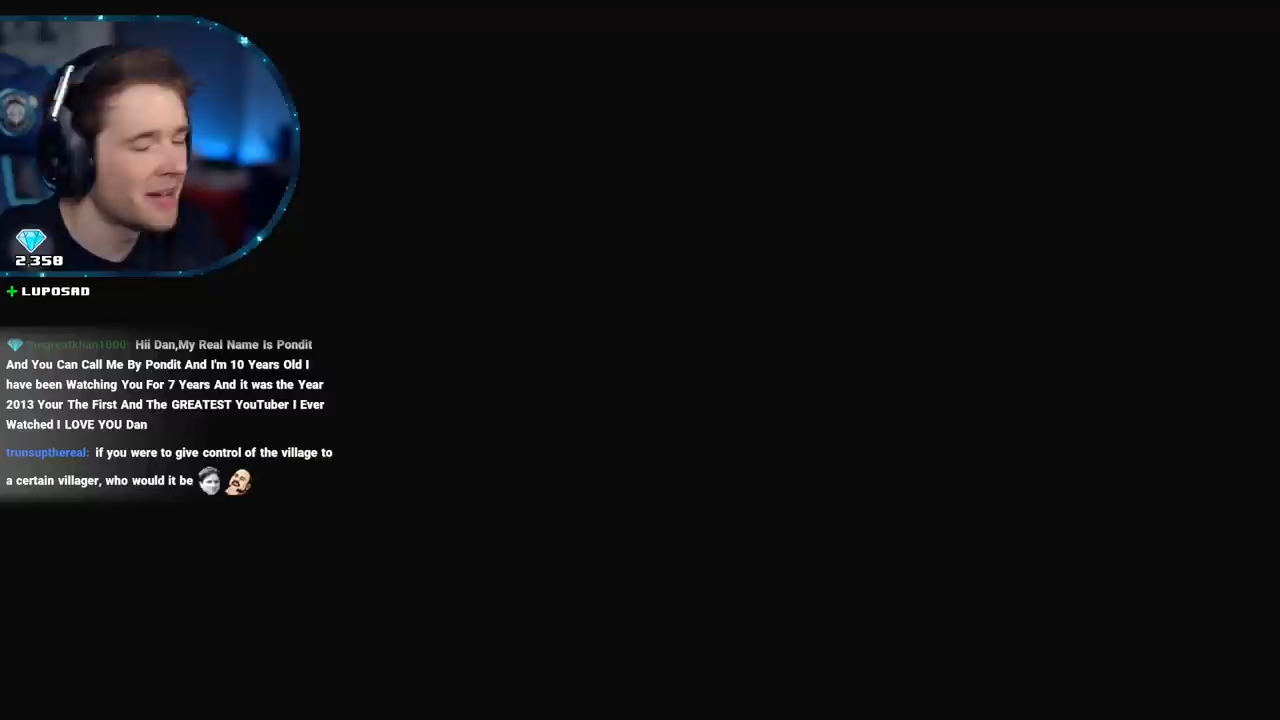 2,358
+ LUPOSAD
thegreatkhan1000: Hii Dan,My Real Name Is Pondit
And You Can Call Me By Pondit And I'm 10 Years Old I
have been Watching You For 7 Years And it was the Year
2013 Your The First And The GREATEST YouTuber I Ever
Watched I LOVE YOU Dan
trunsupthereal: if you were to give control of the village to
a certain villager, who would it be